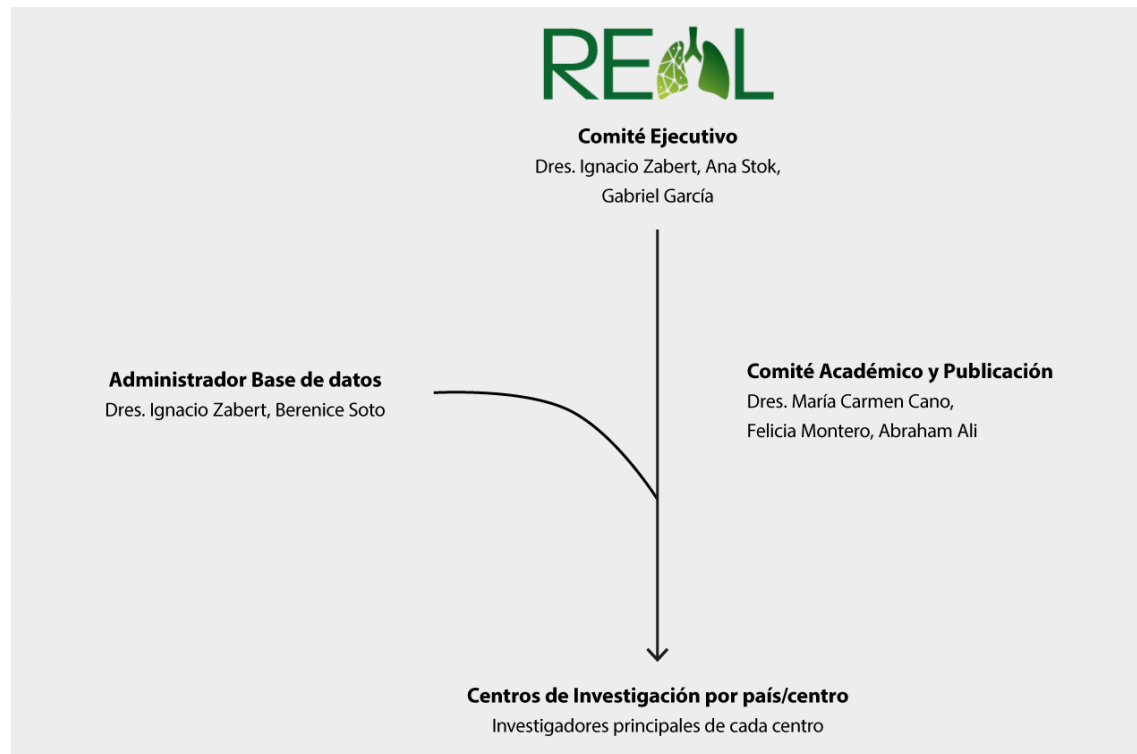 REAL
Comité Ejecutivo
Dres. Ignacio Zabert, Ana Stok,
Gabriel García
Administrador Base de datos
Dres. Ignacio Zabert, Berenice Soto
Comité Académico y Publicación
Dres. María Carmen Cano,
Felicia Montero, Abraham Ali
Centros de Investigación por país/centro
Investigadores principales de cada centro